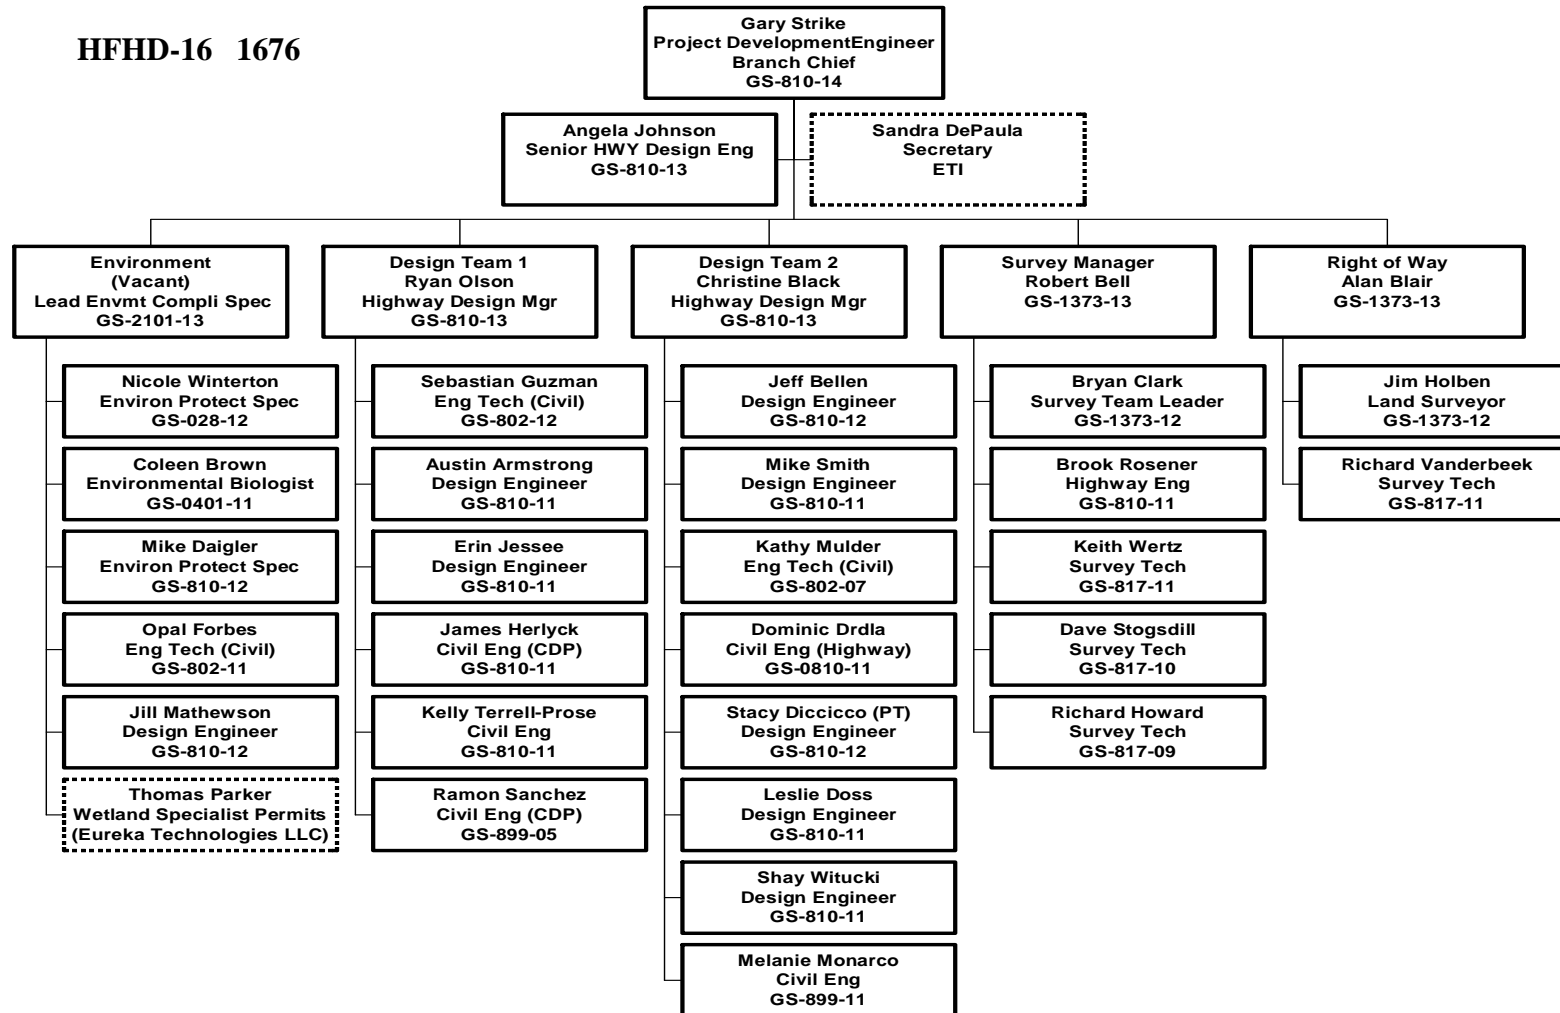 HFHD-16 1676
Gary Strike
Project DevelopmentEngineer
Branch Chief
GS-810-14
Angela Johnson
Senior HWY Design Eng
GS-810-13
Sandra DePaula
Secretary
ETI
Environment
(Vacant)
Lead Envmt Compli Spec
GS-2101-13
Design Team 1
Ryan Olson
Highway Design Mgr
GS-810-13
Design Team 2
Christine Black
Highway Design Mgr
GS-810-13
Survey Manager
Robert Bell
GS-1373-13
Right of Way
Alan Blair
GS-1373-13
Nicole Winterton
Environ Protect Spec
GS-028-12
Coleen Brown
Environmental Biologist
GS-0401-11
Mike Daigler
Environ Protect Spec
GS-810-12
Opal Forbes
Eng Tech (Civil)
GS-802-11
Jill Mathewson
Design Engineer
GS-810-12
Thomas Parker
Wetland Specialist Permits
(Eureka Technologies LLC)
Sebastian Guzman
Eng Tech (Civil)
GS-802-12
Austin Armstrong
Design Engineer
GS-810-11
Erin Jessee
Design Engineer
GS-810-11
James Herlyck
Civil Eng (CDP)
GS-810-11
Kelly Terrell-Prose
Civil Eng
GS-810-11
Ramon Sanchez
Civil Eng (CDP)
GS-899-05
Jeff Bellen
Design Engineer
GS-810-12
Mike Smith
Design Engineer
GS-810-11
Kathy Mulder
Eng Tech (Civil)
GS-802-07
Dominic Drdla
Civil Eng (Highway)
GS-0810-11
Stacy Diccicco (PT)
Design Engineer
GS-810-12
Leslie Doss
Design Engineer
GS-810-11
Shay Witucki
Design Engineer
GS-810-11
Melanie Monarco
Civil Eng
GS-899-11
Bryan Clark
Survey Team Leader
GS-1373-12
Brook Rosener
Highway Eng
GS-810-11
Keith Wertz
Survey Tech
GS-817-11
Dave Stogsdill
Survey Tech
GS-817-10
Richard Howard
Survey Tech
GS-817-09
Jim Holben
Land Surveyor
GS-1373-12
Richard Vanderbeek
Survey Tech
GS-817-11